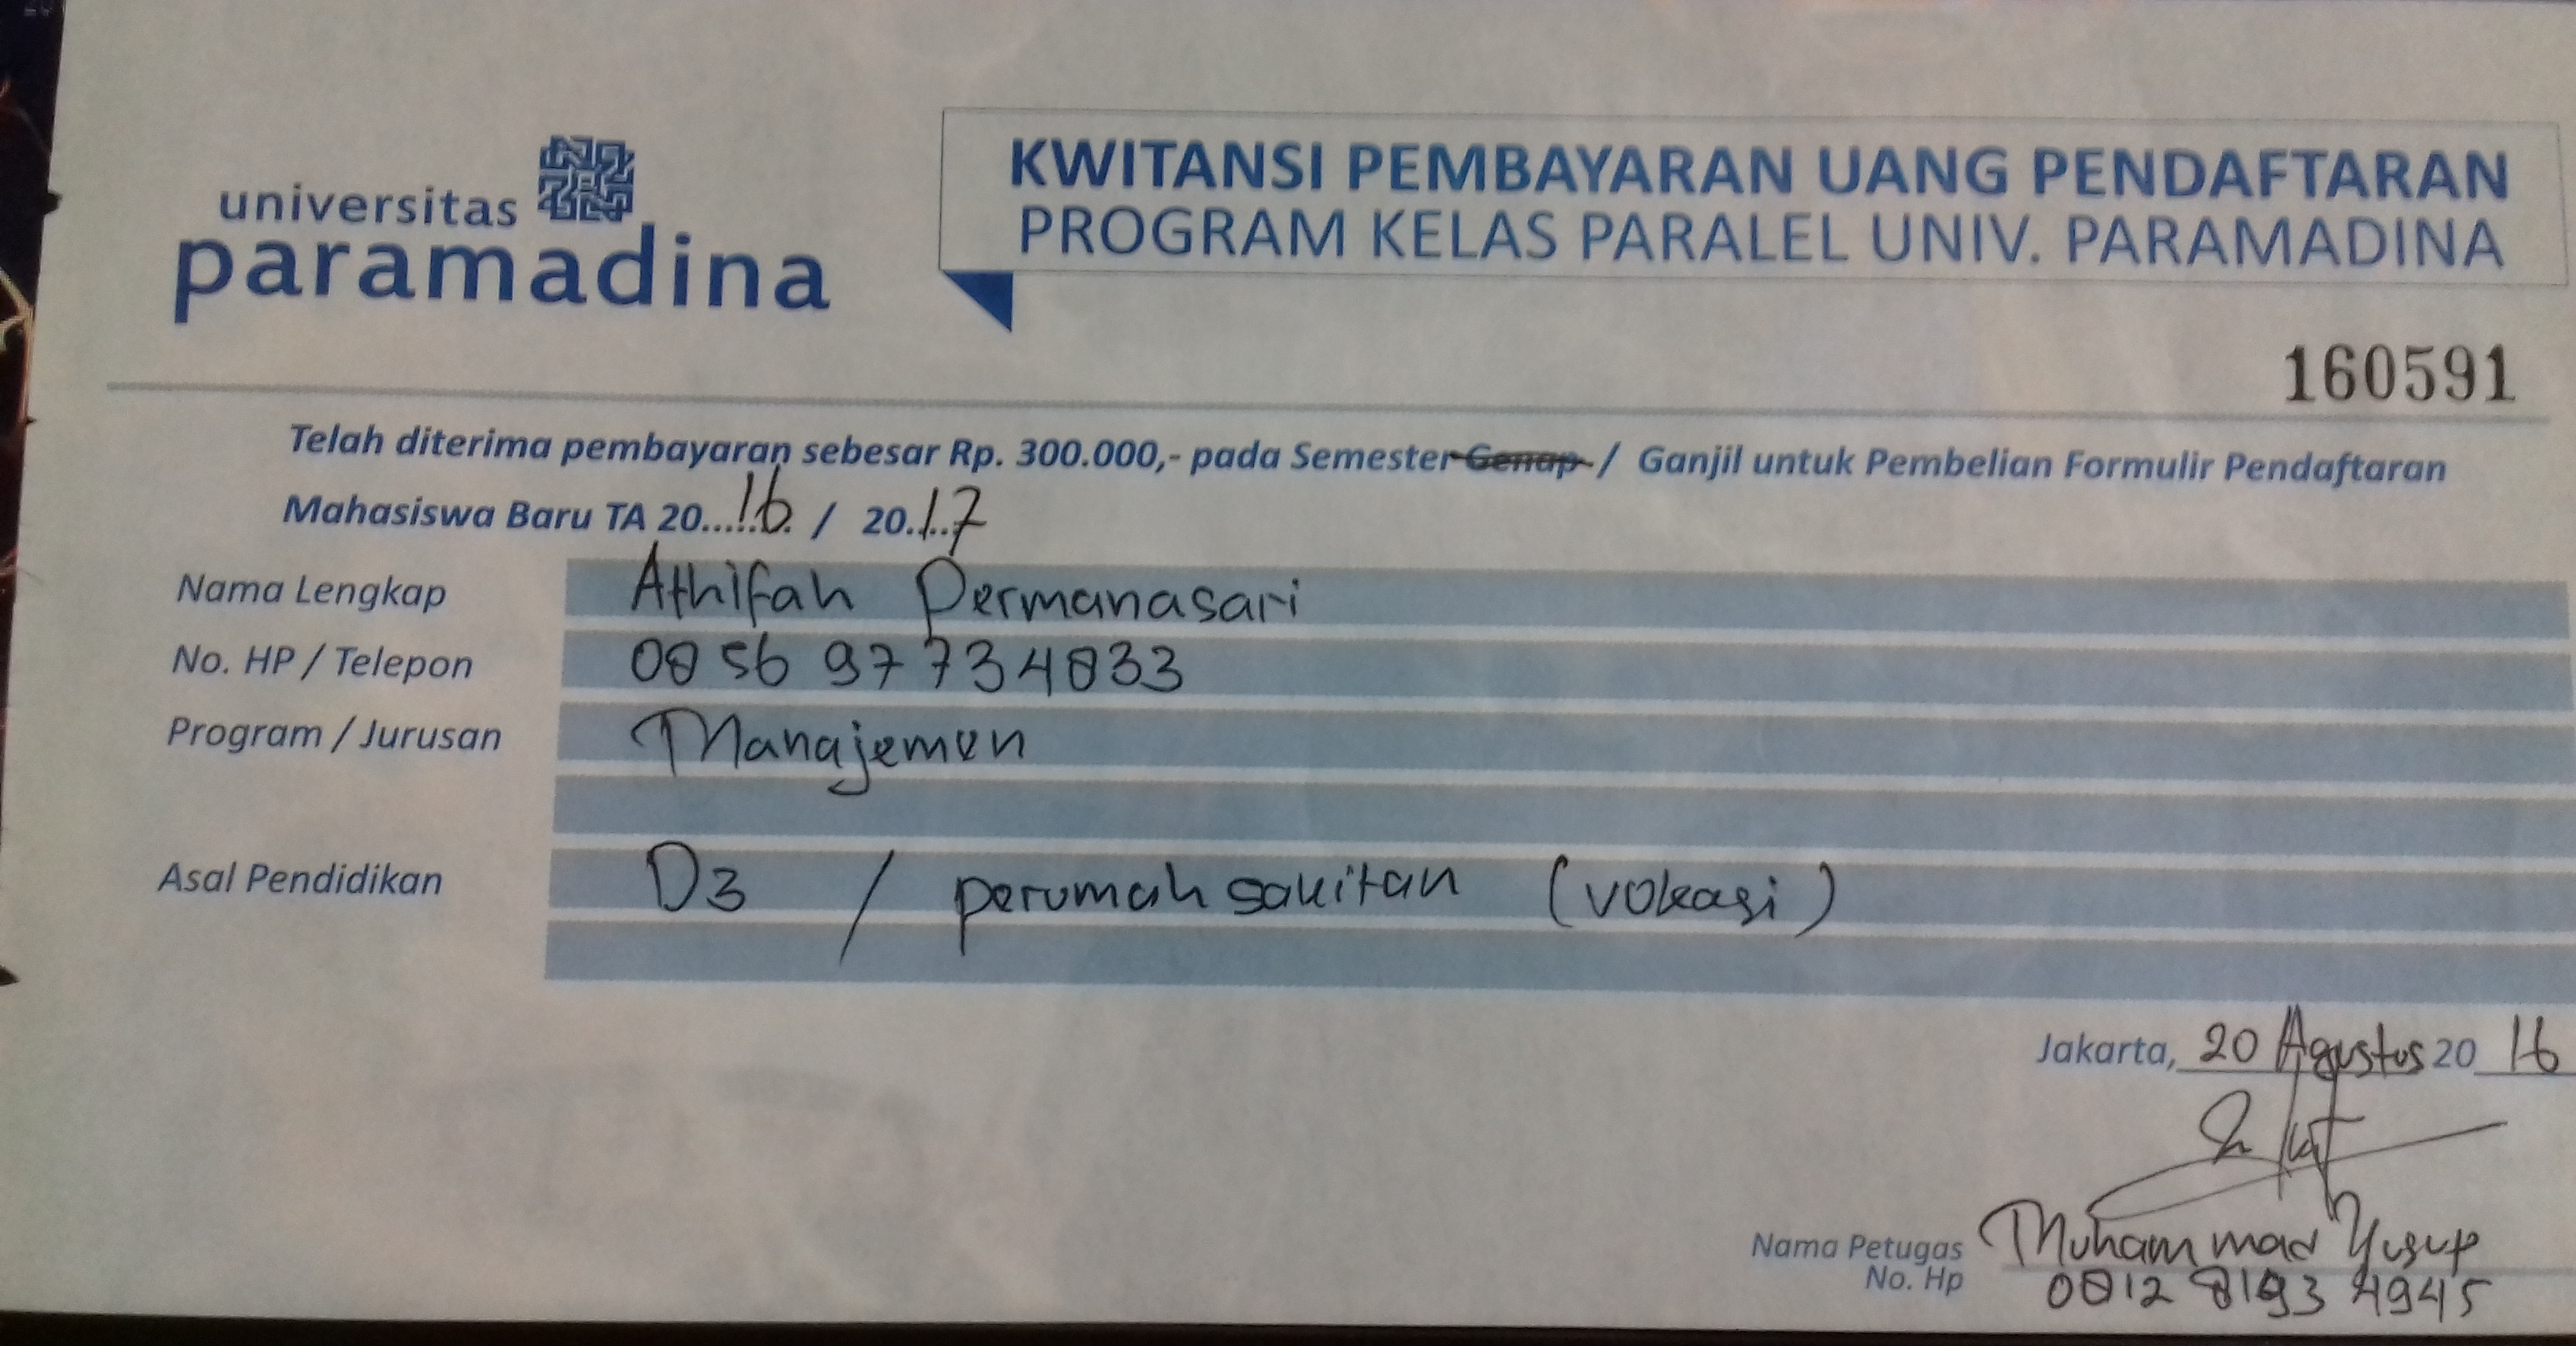 universitas
paramadina
KWITANSI PEMBAYARAN UANG PENDAFTARAN
PROGRAM KELAS PARALEL UNIV. PARAMADINA
160591
Telah diterima pembayaran sebesar Rp. 300.000,- pada Semester Genap / Ganjil untuk Pembelian Formulir Pendaftaran
Mahasiswa Baru TA 20...16. / 20.17
Nama Lengkap Athifah Permanasari
No. HP / Telepon 0856 97734833
Program / Jurusan Manajemen
Asal Pendidikan D3 / perumahsakitan (vokasi)
Jakarta, 20 Agustus 20 16
Nama Petugas Muhammad Yusup
No. Hp 0812 8193 4945